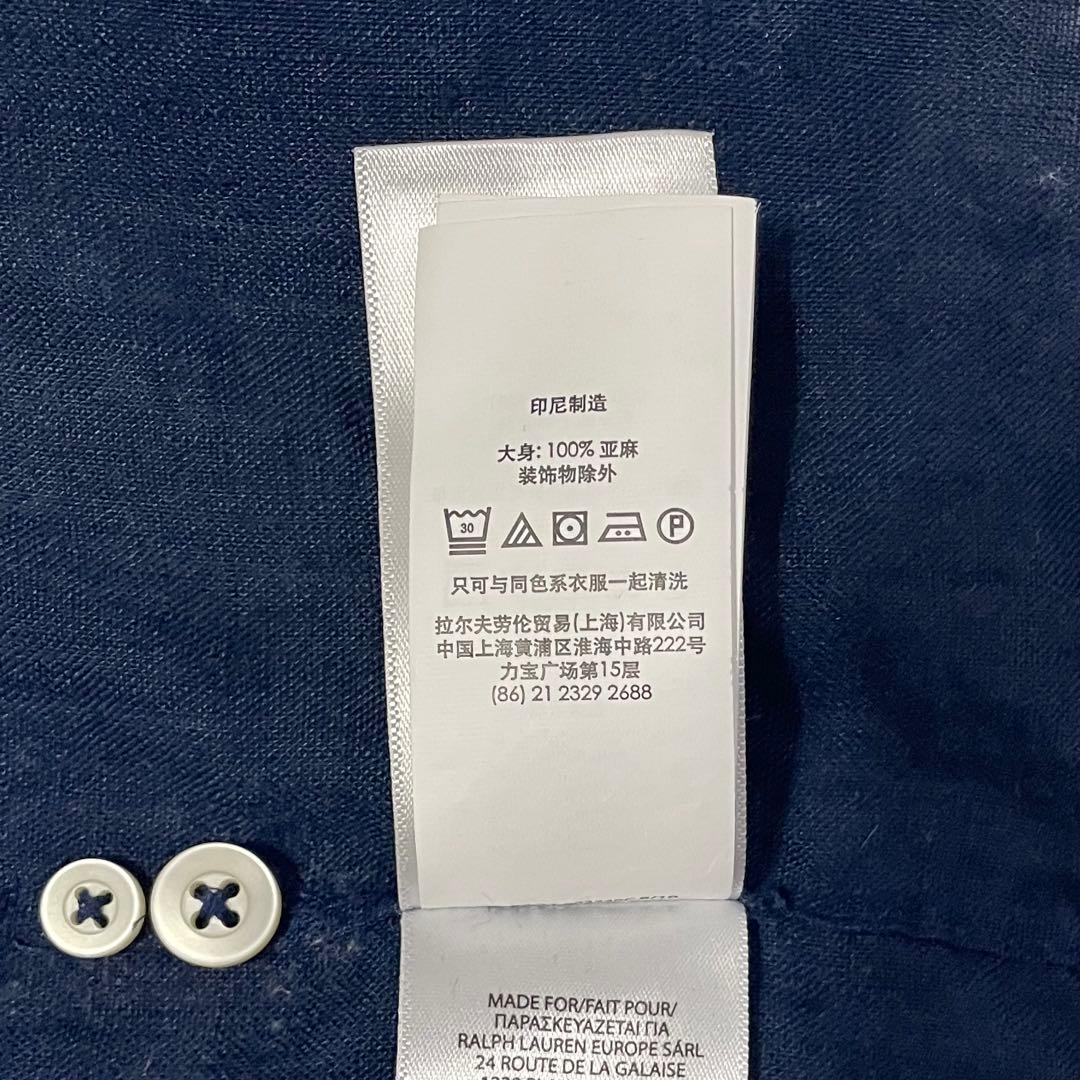 印尼制造
大身: 100% 亚麻
装饰物除外
30
P
只可与同色系衣服一起清洗
拉尔夫劳伦贸易(上海)有限公司
中国上海黄浦区淮海中路222号
力宝广场第15层
(86) 21 2329 2688
MADE FOR/FAIT POUR/
ΠΑΡΑΣΚΕΥΑΖΕΤΑΙ ΓΙΑ
RALPH LAUREN EUROPE SÁRL
24 ROUTE DE LA GALAISE